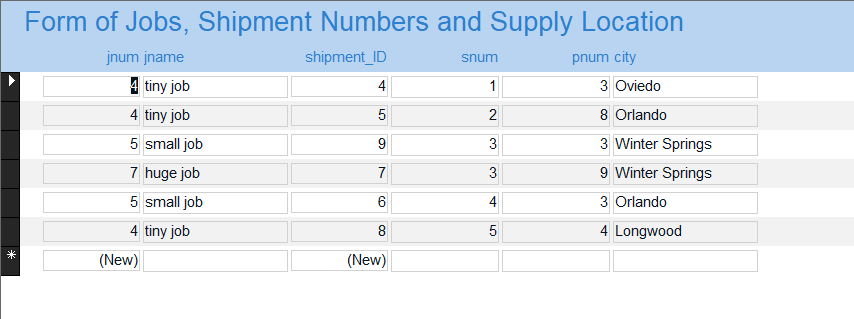 Form of Jobs, Shipment Numbers and Supply Location
jnum jname shipment_ID snum pnum city
4 tiny job 4 1 3 Oviedo
4 tiny job 5 2 8 Orlando
5 small job 9 3 3 Winter Springs
7 huge job 7 3 9 Winter Springs
5 small job 6 4 3 Orlando
4 tiny job 8 5 4 Longwood
(New) (New)